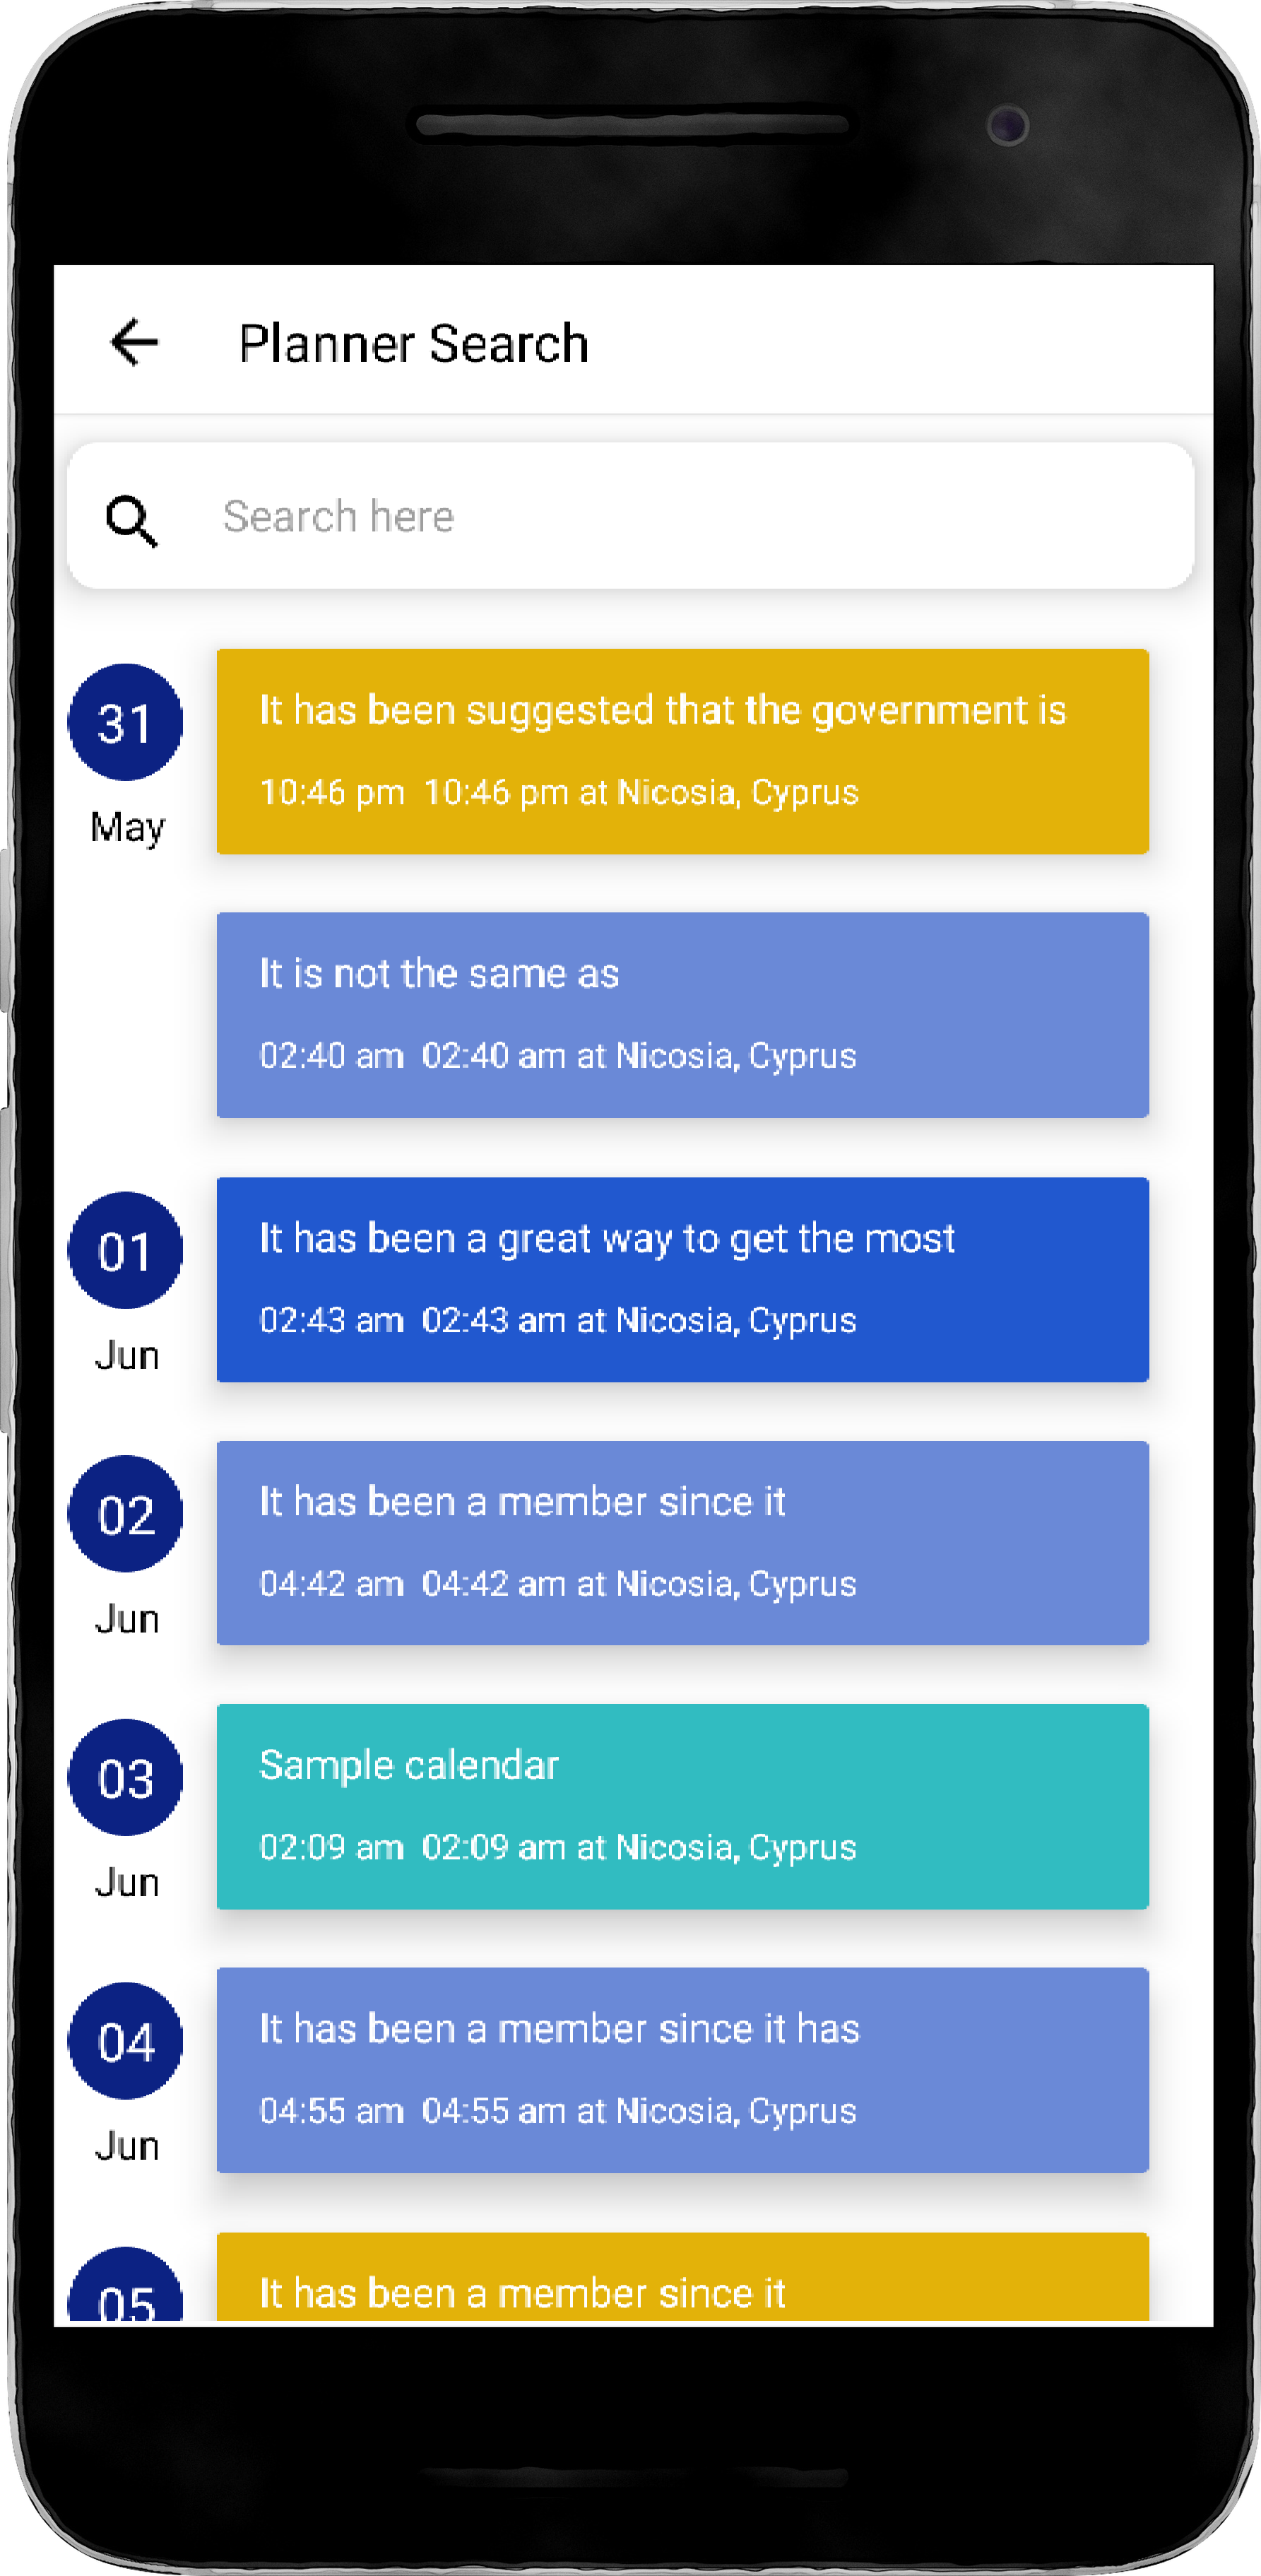 Planner Search
Search here
31
May
It has been suggested that the government is
10:46 pm 10:46 pm at Nicosia, Cyprus
It is not the same as
02:40 am 02:40 am at Nicosia, Cyprus
01
Jun
It has been a great way to get the most
02:43 am 02:43 am at Nicosia, Cyprus
02
Jun
It has been a member since it
04:42 am 04:42 am at Nicosia, Cyprus
03
Jun
Sample calendar
02:09 am 02:09 am at Nicosia, Cyprus
04
Jun
It has been a member since it has
04:55 am 04:55 am at Nicosia, Cyprus
05
It has been a member since it